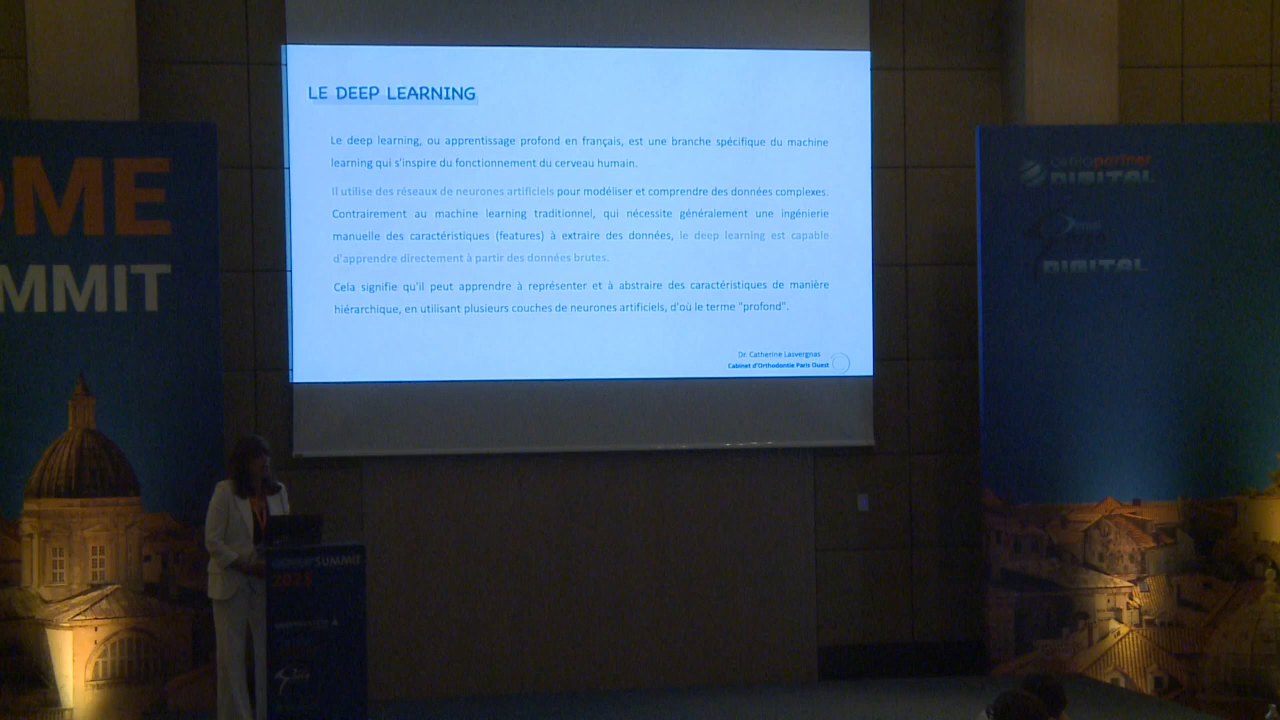 LE DEEP LEARNING
Le deep learning, ou apprentissage profond en français, est une branche spécifique du machine
learning qui s'inspire du fonctionnement du cerveau humain.
Il utilise des réseaux de neurones artificiels pour modéliser et comprendre des données complexes.
Contrairement au machine learning traditionnel, qui nécessite généralement une ingénierie
manuelle des caractéristiques (features) à extraire des données, le deep learning est capable
d'apprendre directement à partir des données brutes.
Cela signifie qu'il peut apprendre à représenter et à abstraire des caractéristiques de manière
hiérarchique, en utilisant plusieurs couches de neurones artificiels, d'où le terme "profond".
Dr. Catherine Lasvergnas
Cabinet d'Orthodontie Paris Ouest
OME
MMIT
SUMMIT
partner
DIGITAL
DIGITAL